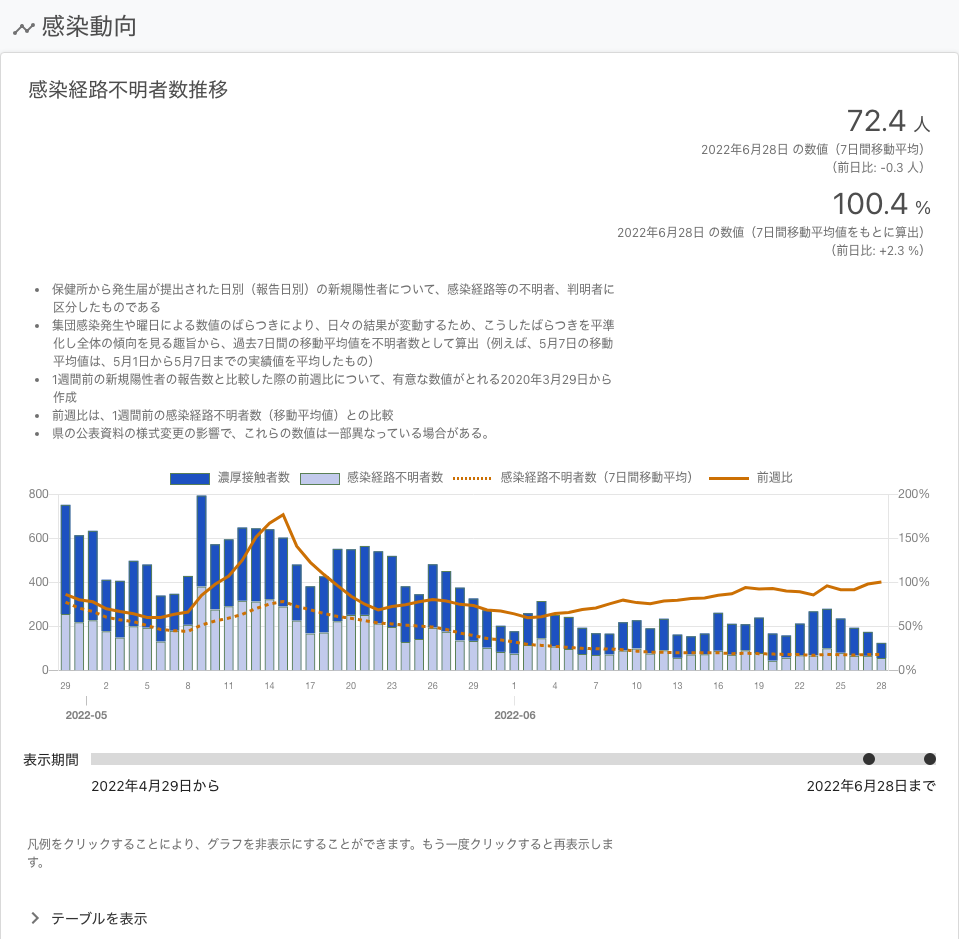 感染動向
感染経路不明者数推移
72.4 人
2022年6月28日 の数値（7日間移動平均）
（前日比: -0.3 人）
100.4 %
2022年6月28日 の数値（7日間移動平均値をもとに算出）
（前日比: +2.3 %）
• 保健所から発生届が提出された日別（報告日別）の新規陽性者について、感染経路等の不明者、判明者に
区分したものである
• 集団感染発生や曜日による数値のばらつきにより、日々の結果が変動するため、こうしたばらつきを平準
化し全体の傾向を見る趣旨から、過去7日間の移動平均値を不明者数として算出（例えば、5月7日の移動
平均値は、5月1日から5月7日までの実績値を平均したもの）
• 1週間前の新規陽性者の報告数と比較した際の前週比について、有意な数値がとれる2020年3月29日から
作成
• 前週比は、1週間前の感染経路不明者数（移動平均値）との比較
• 県の公表資料の様式変更の影響で、これらの数値は一部異なっている場合がある。
濃厚接触者数 感染経路不明者数 感染経路不明者数（7日間移動平均） 前週比
800 200%
600 150%
400 100%
200 50%
0 0%
29 2 5 8 11 14 17 20 23 26 29 1 4 7 10 13 16 19 22 25 28
2022-05 2022-06
表示期間
2022年4月29日から 2022年6月28日まで
凡例をクリックすることにより、グラフを非表示にすることができます。もう一度クリックすると再表示しま
す。
テーブルを表示